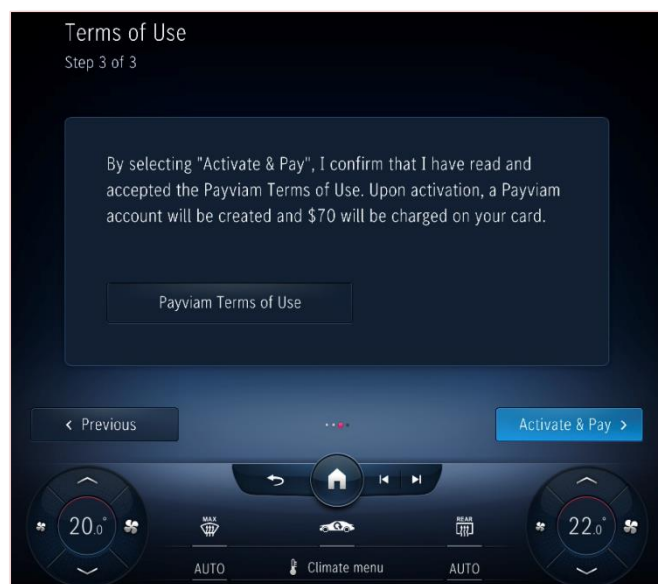 Terms of Use
Step 3 of 3
By selecting "Activate & Pay", I confirm that I have read and
accepted the Payviam Terms of Use. Upon activation, a Payviam
account will be created and $70 will be charged on your card.
Payviam Terms of Use
< Previous
Activate & Pay >
20.0°
MAX
REAR
22.0°
AUTO
Climate menu
AUTO